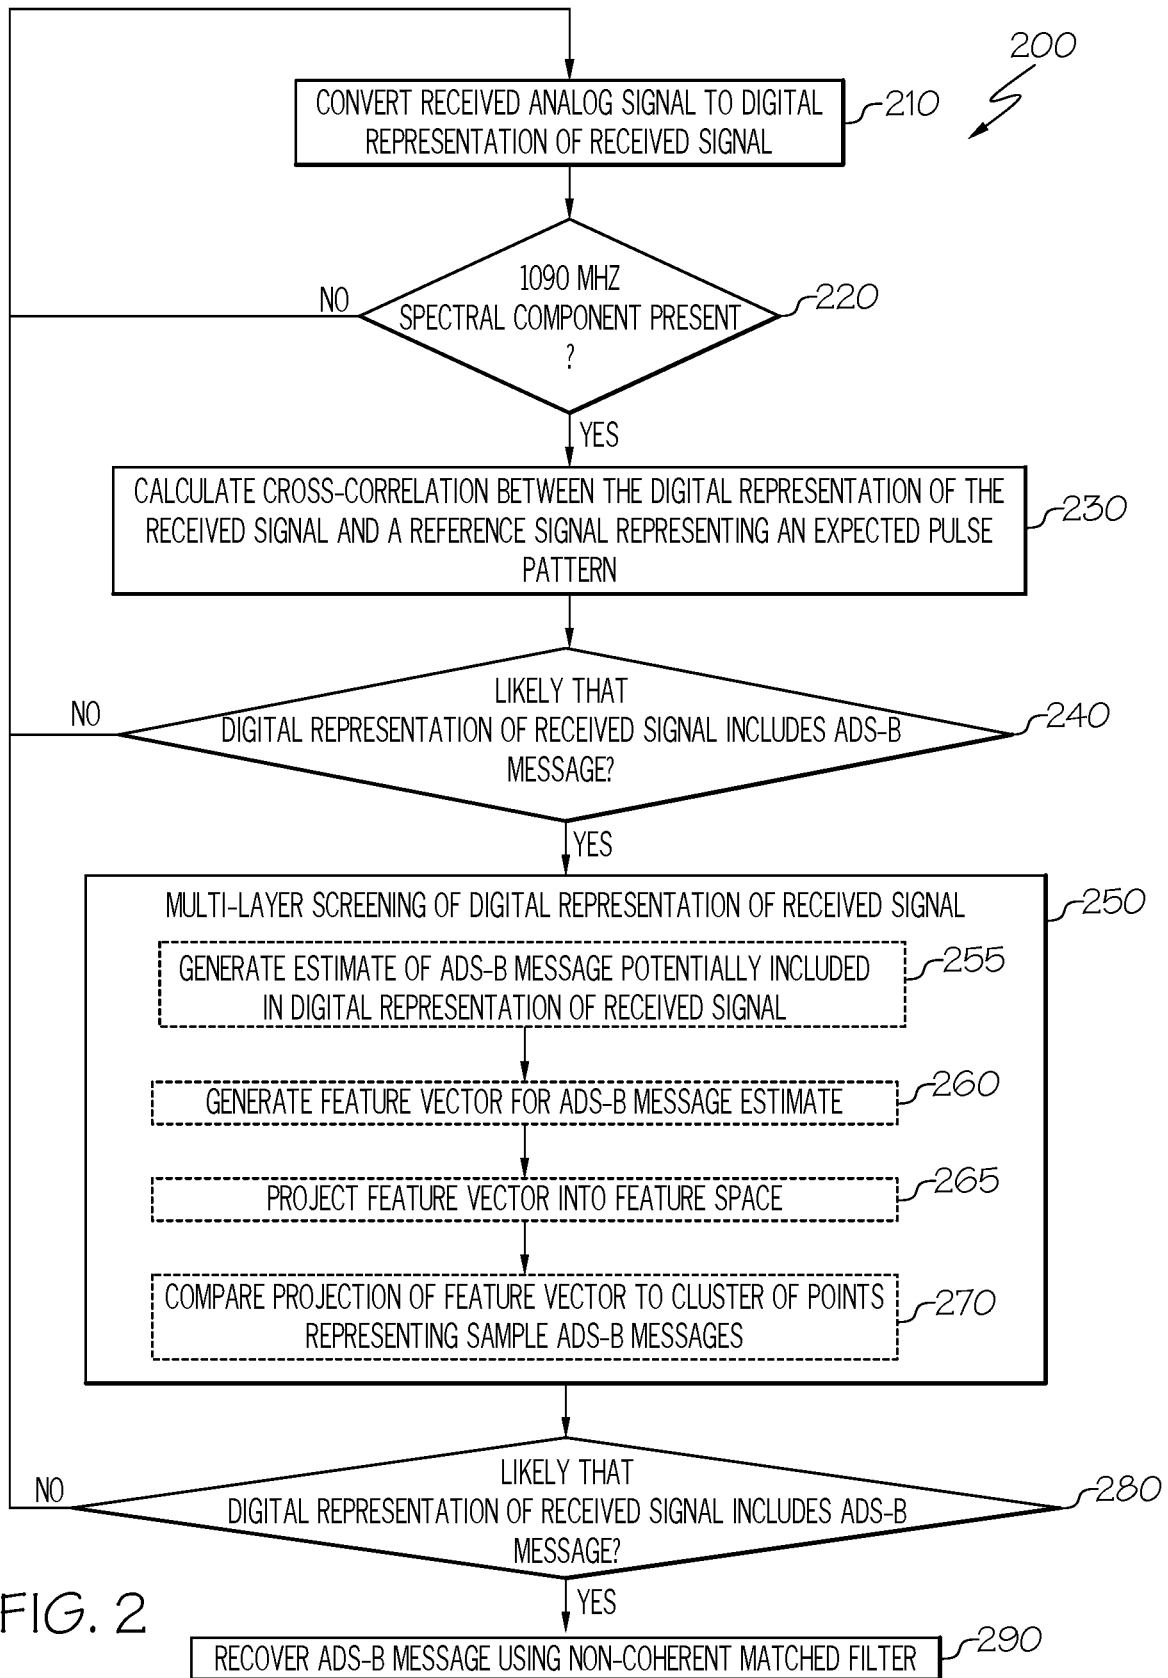 200
CONVERT RECEIVED ANALOG SIGNAL TO DIGITAL
REPRESENTATION OF RECEIVED SIGNAL
210
1090 MHZ
SPECTRAL COMPONENT PRESENT
?
220
NO
YES
CALCULATE CROSS-CORRELATION BETWEEN THE DIGITAL REPRESENTATION OF THE
RECEIVED SIGNAL AND A REFERENCE SIGNAL REPRESENTING AN EXPECTED PULSE
PATTERN
230
LIKELY THAT
DIGITAL REPRESENTATION OF RECEIVED SIGNAL INCLUDES ADS-B
MESSAGE?
240
NO
YES
MULTI-LAYER SCREENING OF DIGITAL REPRESENTATION OF RECEIVED SIGNAL
250
GENERATE ESTIMATE OF ADS-B MESSAGE POTENTIALLY INCLUDED
IN DIGITAL REPRESENTATION OF RECEIVED SIGNAL
255
GENERATE FEATURE VECTOR FOR ADS-B MESSAGE ESTIMATE
260
PROJECT FEATURE VECTOR INTO FEATURE SPACE
265
COMPARE PROJECTION OF FEATURE VECTOR TO CLUSTER OF POINTS
REPRESENTING SAMPLE ADS-B MESSAGES
270
LIKELY THAT
DIGITAL REPRESENTATION OF RECEIVED SIGNAL INCLUDES ADS-B
MESSAGE?
280
NO
YES
FIG. 2
RECOVER ADS-B MESSAGE USING NON-COHERENT MATCHED FILTER
290